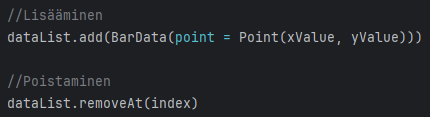 //Lisääminen
dataList.add(BarData(point = Point(xValue, yValue)))
//Poistaminen
dataList.removeAt(index)